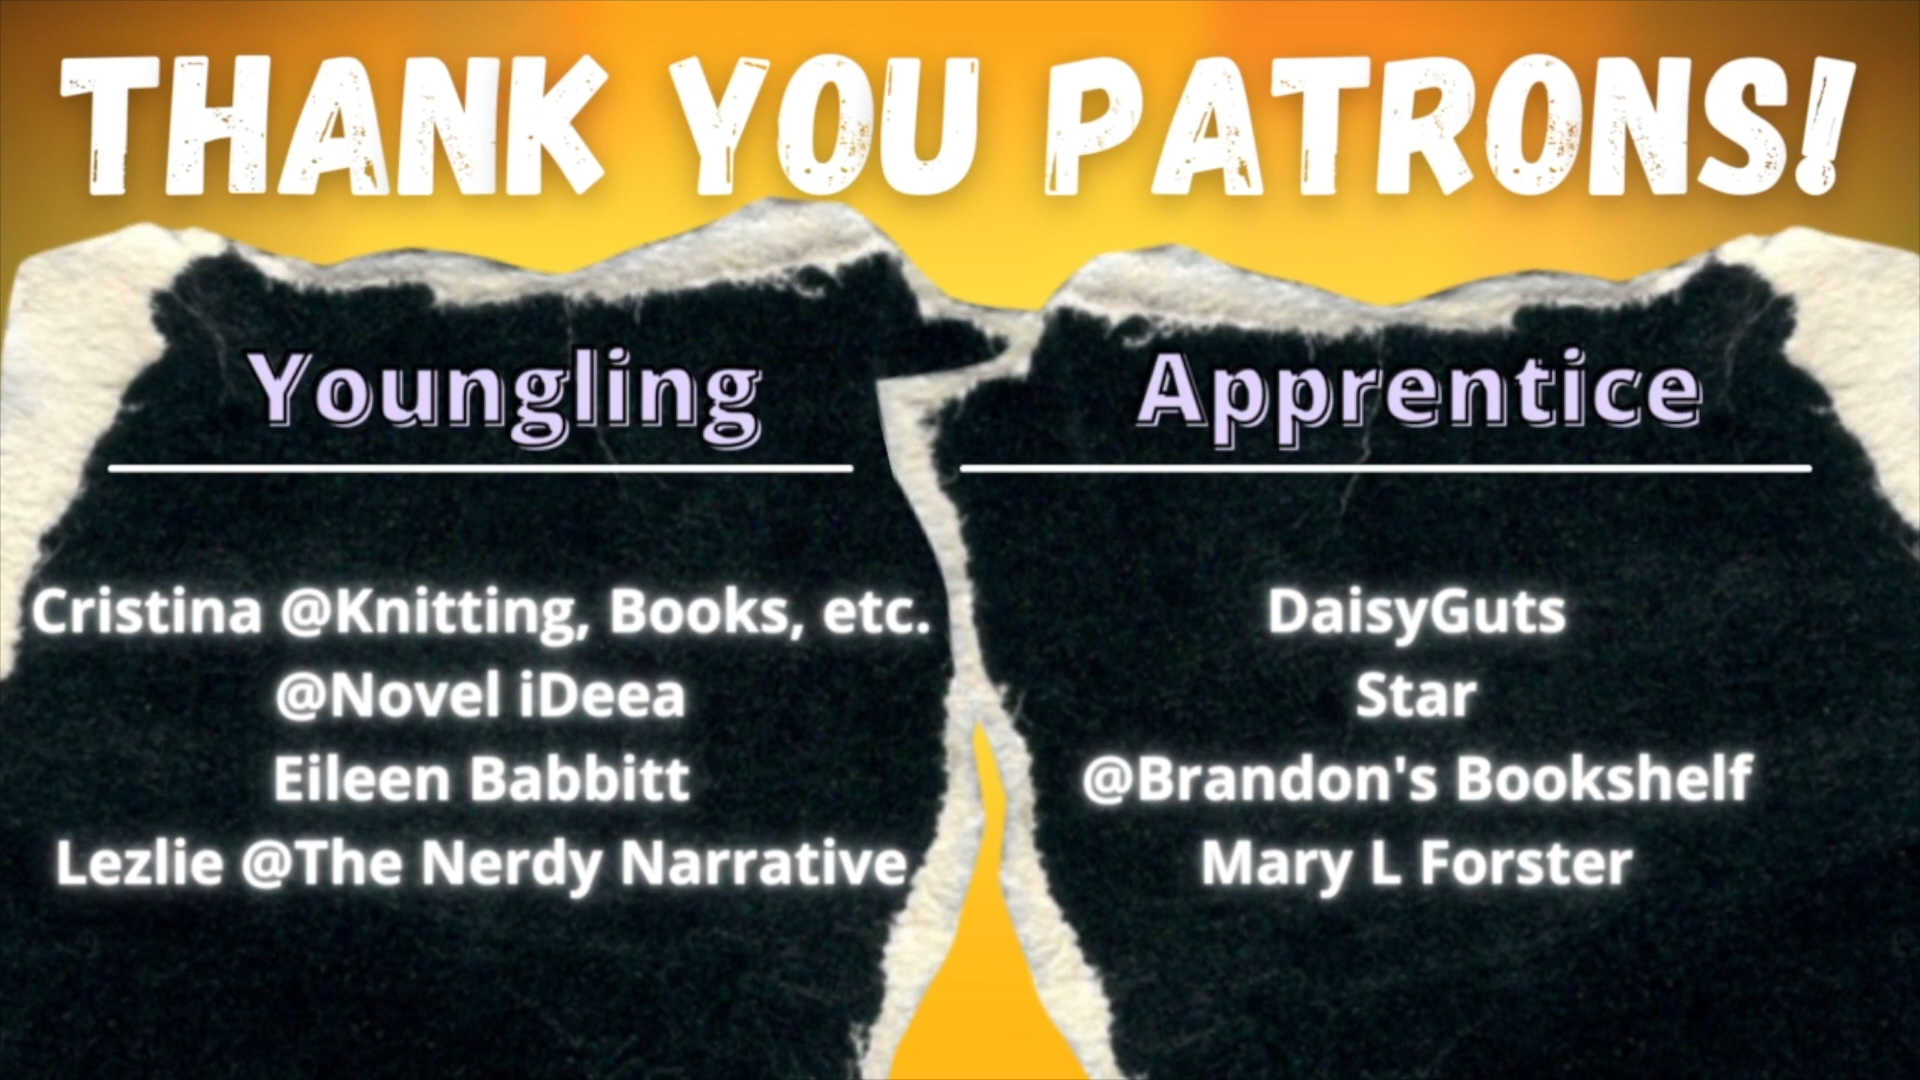 THANK YOU PATRONS!
Youngling
Cristina @Knitting, Books, etc.
@Novel iDeea
Eileen Babbitt
Lezlie @The Nerdy Narrative
Apprentice
DaisyGuts
Star
@Brandon's Bookshelf
Mary L Forster